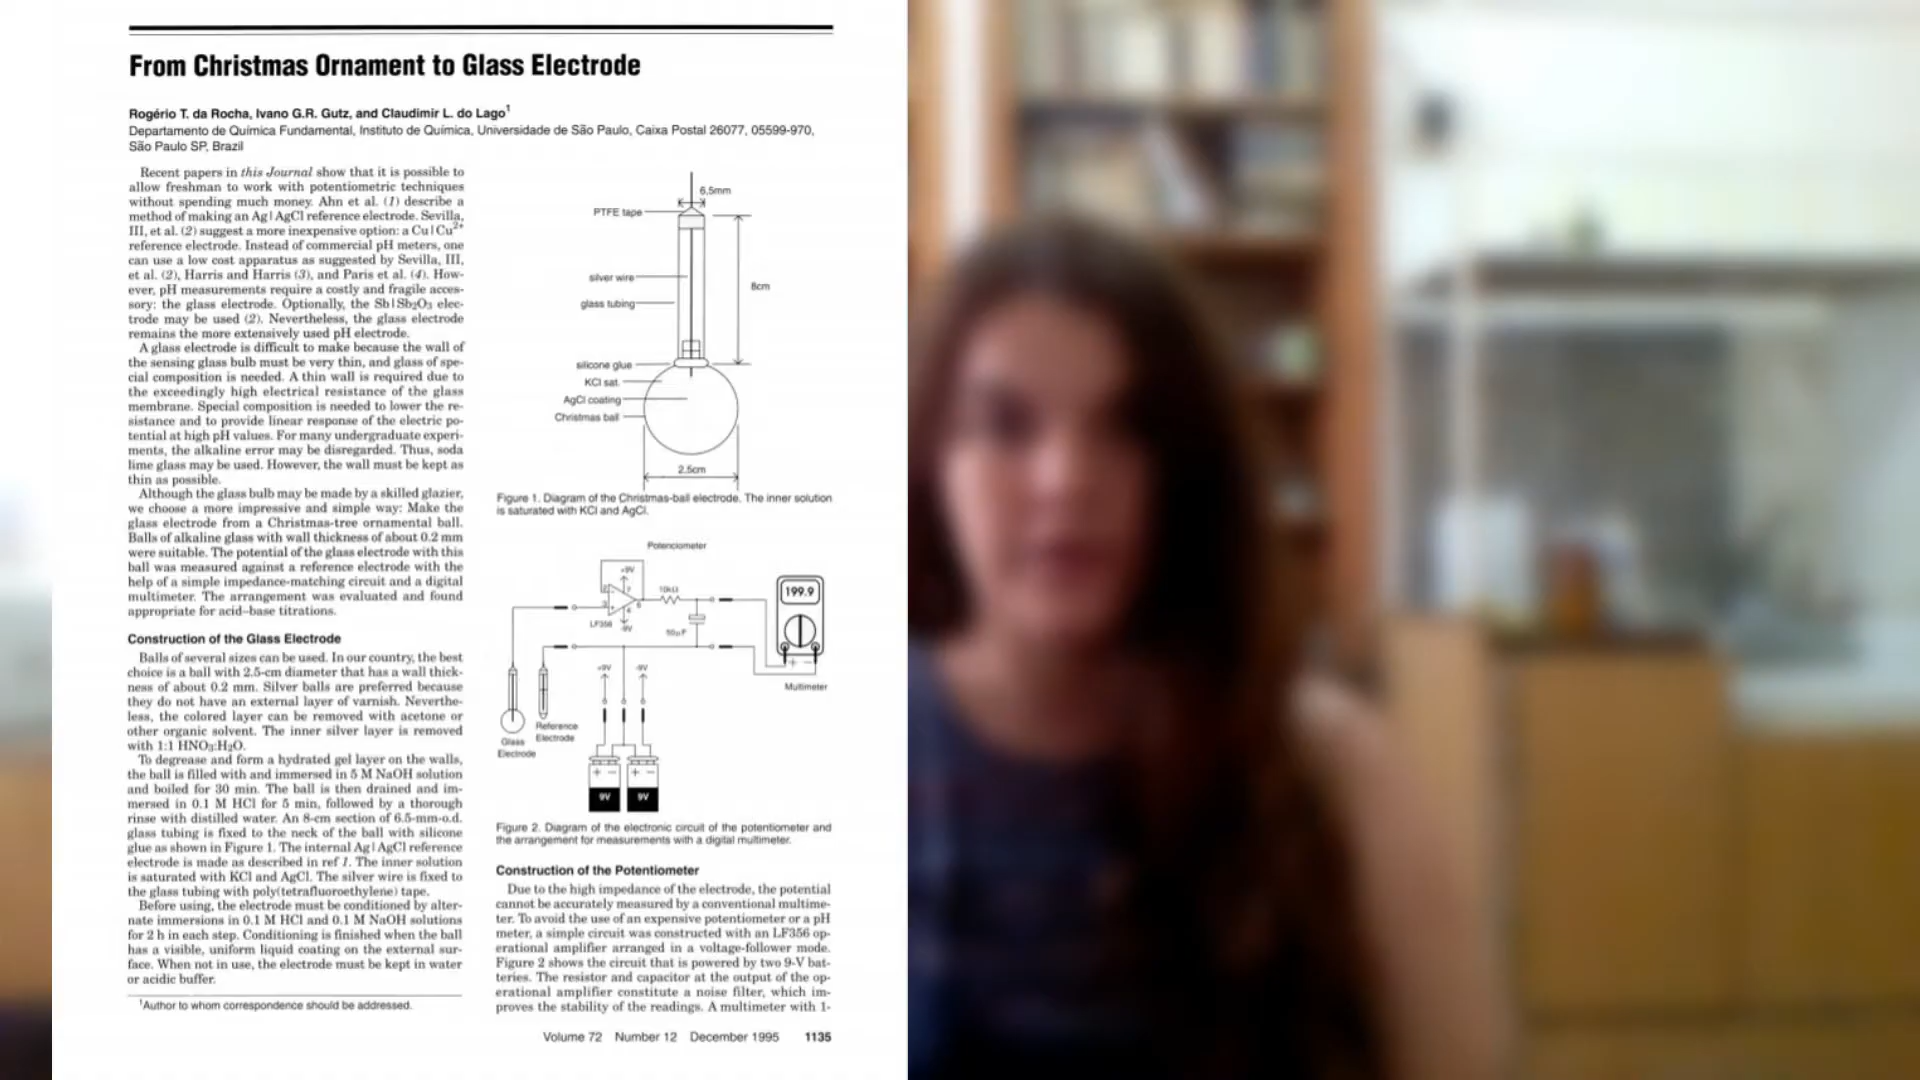 From Christmas Ornament to Glass Electrode
Rogério T. da Rocha, Ivano G.R. Gutz, and Claudimir L. do Lago¹
Departamento de Química Fundamental, Instituto de Química, Universidade de São Paulo, Caixa Postal 26077, 05599-970,
São Paulo SP, Brazil
Recent papers in this Journal show that it is possible to
allow freshman to work with potentiometric techniques
without spending much money. Ahn et al. (1) describe a
method of making an Ag|AgCl reference electrode. Sevilla,
III, et al. (2) suggest a more inexpensive option: a Cu|Cu²⁺
reference electrode. Instead of commercial pH meters, one
can use a low cost apparatus as suggested by Sevilla, III,
et al. (2), Harris and Harris (3), and Paris et al. (4). How-
ever, pH measurements require a costly and fragile acces-
sory: the glass electrode. Optionally, the Sb|Sb₂O₃ elec-
trode may be used (2). Nevertheless, the glass electrode
remains the more extensively used pH electrode.
A glass electrode is difficult to make because the wall of
the sensing glass bulb must be very thin, and glass of spe-
cial composition is needed. A thin wall is required due to
the exceedingly high electrical resistance of the glass
membrane. Special composition is needed to lower the re-
sistance and to provide linear response of the electric po-
tential at high pH values. For many undergraduate experi-
ments, the alkaline error may be disregarded. Thus, soda
lime glass may be used. However, the wall must be kept as
thin as possible.
Although the glass bulb may be made by a skilled glazier,
we choose a more impressive and simple way: Make the
glass electrode from a Christmas-tree ornamental ball.
Balls of alkaline glass with wall thickness of about 0.2 mm
were suitable. The potential of the glass electrode with this
ball was measured against a reference electrode with the
help of a simple impedance-matching circuit and a digital
multimeter. The arrangement was evaluated and found
appropriate for acid–base titrations.
Construction of the Glass Electrode
Balls of several sizes can be used. In our country, the best
choice is a ball with 2.5-cm diameter that has a wall thick-
ness of about 0.2 mm. Silver balls are preferred because
they do not have an external layer of varnish. Neverthe-
less, the colored layer can be removed with acetone or
other organic solvent. The inner silver layer is removed
with 1:1 HNO₃:H₂O.
To degrease and form a hydrated gel layer on the walls,
the ball is filled with and immersed in 5 M NaOH solution
and boiled for 30 min. The ball is then drained and im-
mersed in 0.1 M HCl for 5 min, followed by a thorough
rinse with distilled water. An 8-cm section of 6.5-mm-o.d.
glass tubing is fixed to the neck of the ball with silicone
glue as shown in Figure 1. The internal Ag|AgCl reference
electrode is made as described in ref 1. The inner solution
is saturated with KCl and AgCl. The silver wire is fixed to
the glass tubing with poly(tetrafluoroethylene) tape.
Before using, the electrode must be conditioned by alter-
nate immersions in 0.1 M HCl and 0.1 M NaOH solutions
for 2 h in each step. Conditioning is finished when the ball
has a visible, uniform liquid coating on the external sur-
face. When not in use, the electrode must be kept in water
or acidic buffer.
¹Author to whom correspondence should be addressed.
6,5mm
PTFE tape
silver wire
8cm
glass tubing
silicone glue
KCl sat.
AgCl coating
Christmas ball
2.5cm
Figure 1. Diagram of the Christmas-ball electrode. The inner solution
is saturated with KCl and AgCl.
Potenciometer
+9V
10kΩ
199.9
LF356
-9V
10µF
+9V
-9V
Multimeter
Reference
Electrode
Glass
Electrode
9V
9V
Figure 2. Diagram of the electronic circuit of the potentiometer and
the arrangement for measurements with a digital multimeter.
Construction of the Potentiometer
Due to the high impedance of the electrode, the potential
cannot be accurately measured by a conventional multime-
ter. To avoid the use of an expensive potentiometer or a pH
meter, a simple circuit was constructed with an LF356 op-
erational amplifier arranged in a voltage-follower mode.
Figure 2 shows the circuit that is powered by two 9-V bat-
teries. The resistor and capacitor at the output of the op-
erational amplifier constitute a noise filter, which im-
proves the stability of the readings. A multimeter with 1-
Volume 72 Number 12 December 1995 1135